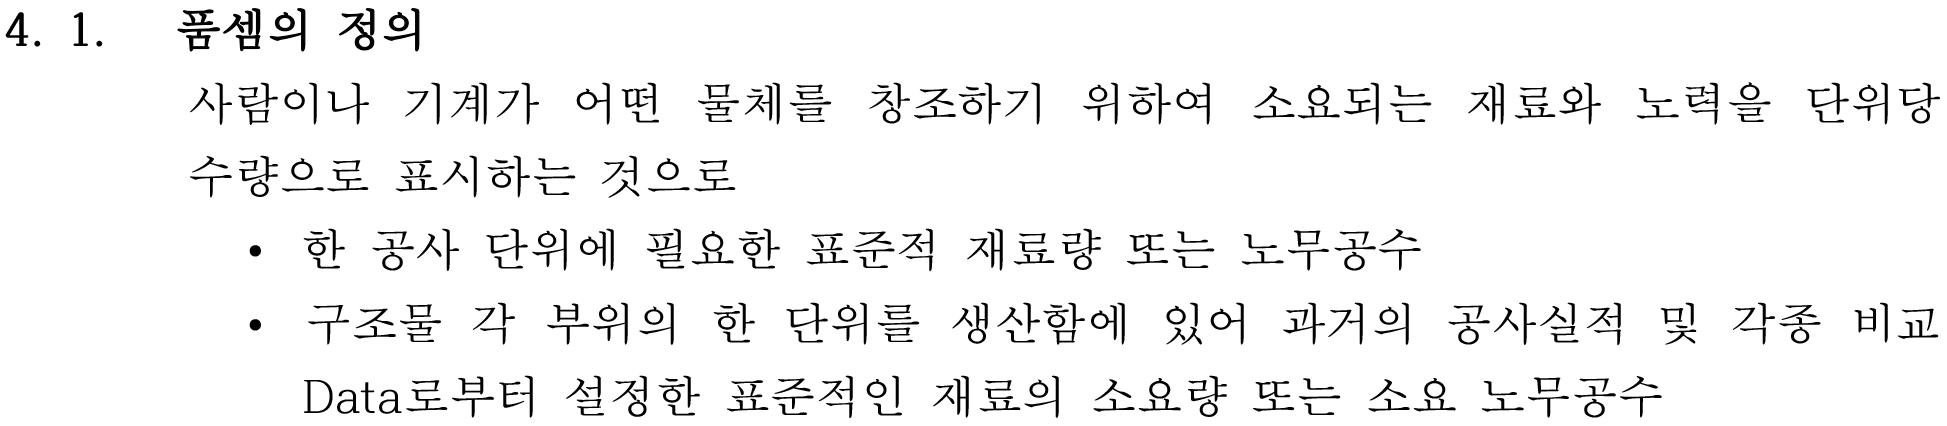 4. 1. 품셈의 정의
사람이나 기계가 어떤 물체를 창조하기 위하여 소요되는 재료와 노력을 단위당
수량으로 표시하는 것으로
• 한 공사 단위에 필요한 표준적 재료량 또는 노무공수
• 구조물 각 부위의 한 단위를 생산함에 있어 과거의 공사실적 및 각종 비교
Data로부터 설정한 표준적인 재료의 소요량 또는 소요 노무공수